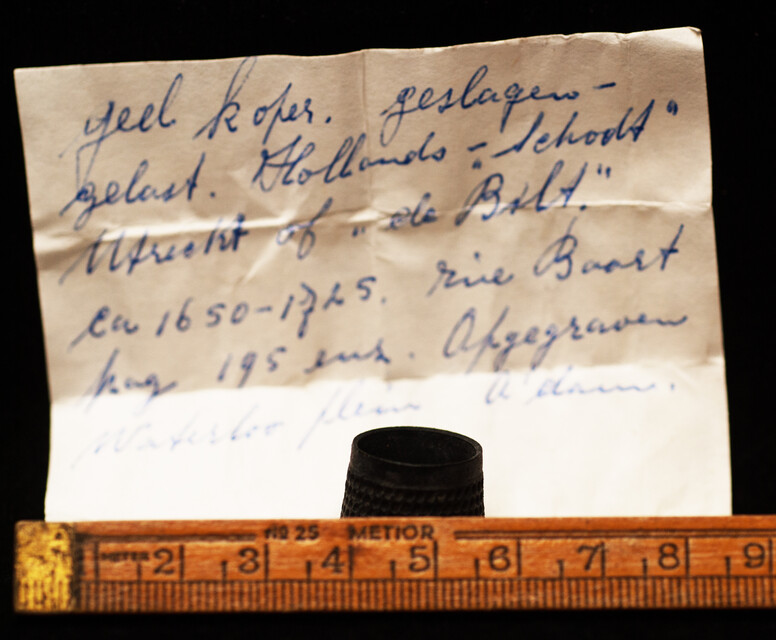 geel koper. geslagen-
gelast. Hollands - "Schodt"
Utrecht of "de Bilt."
ca 1650-1725. zie Baart
pag 195 enz. Opgegraven
Waterloo plein A'dam.
No 25 METIOR
METER 2 3 4 5 6 7 8 9